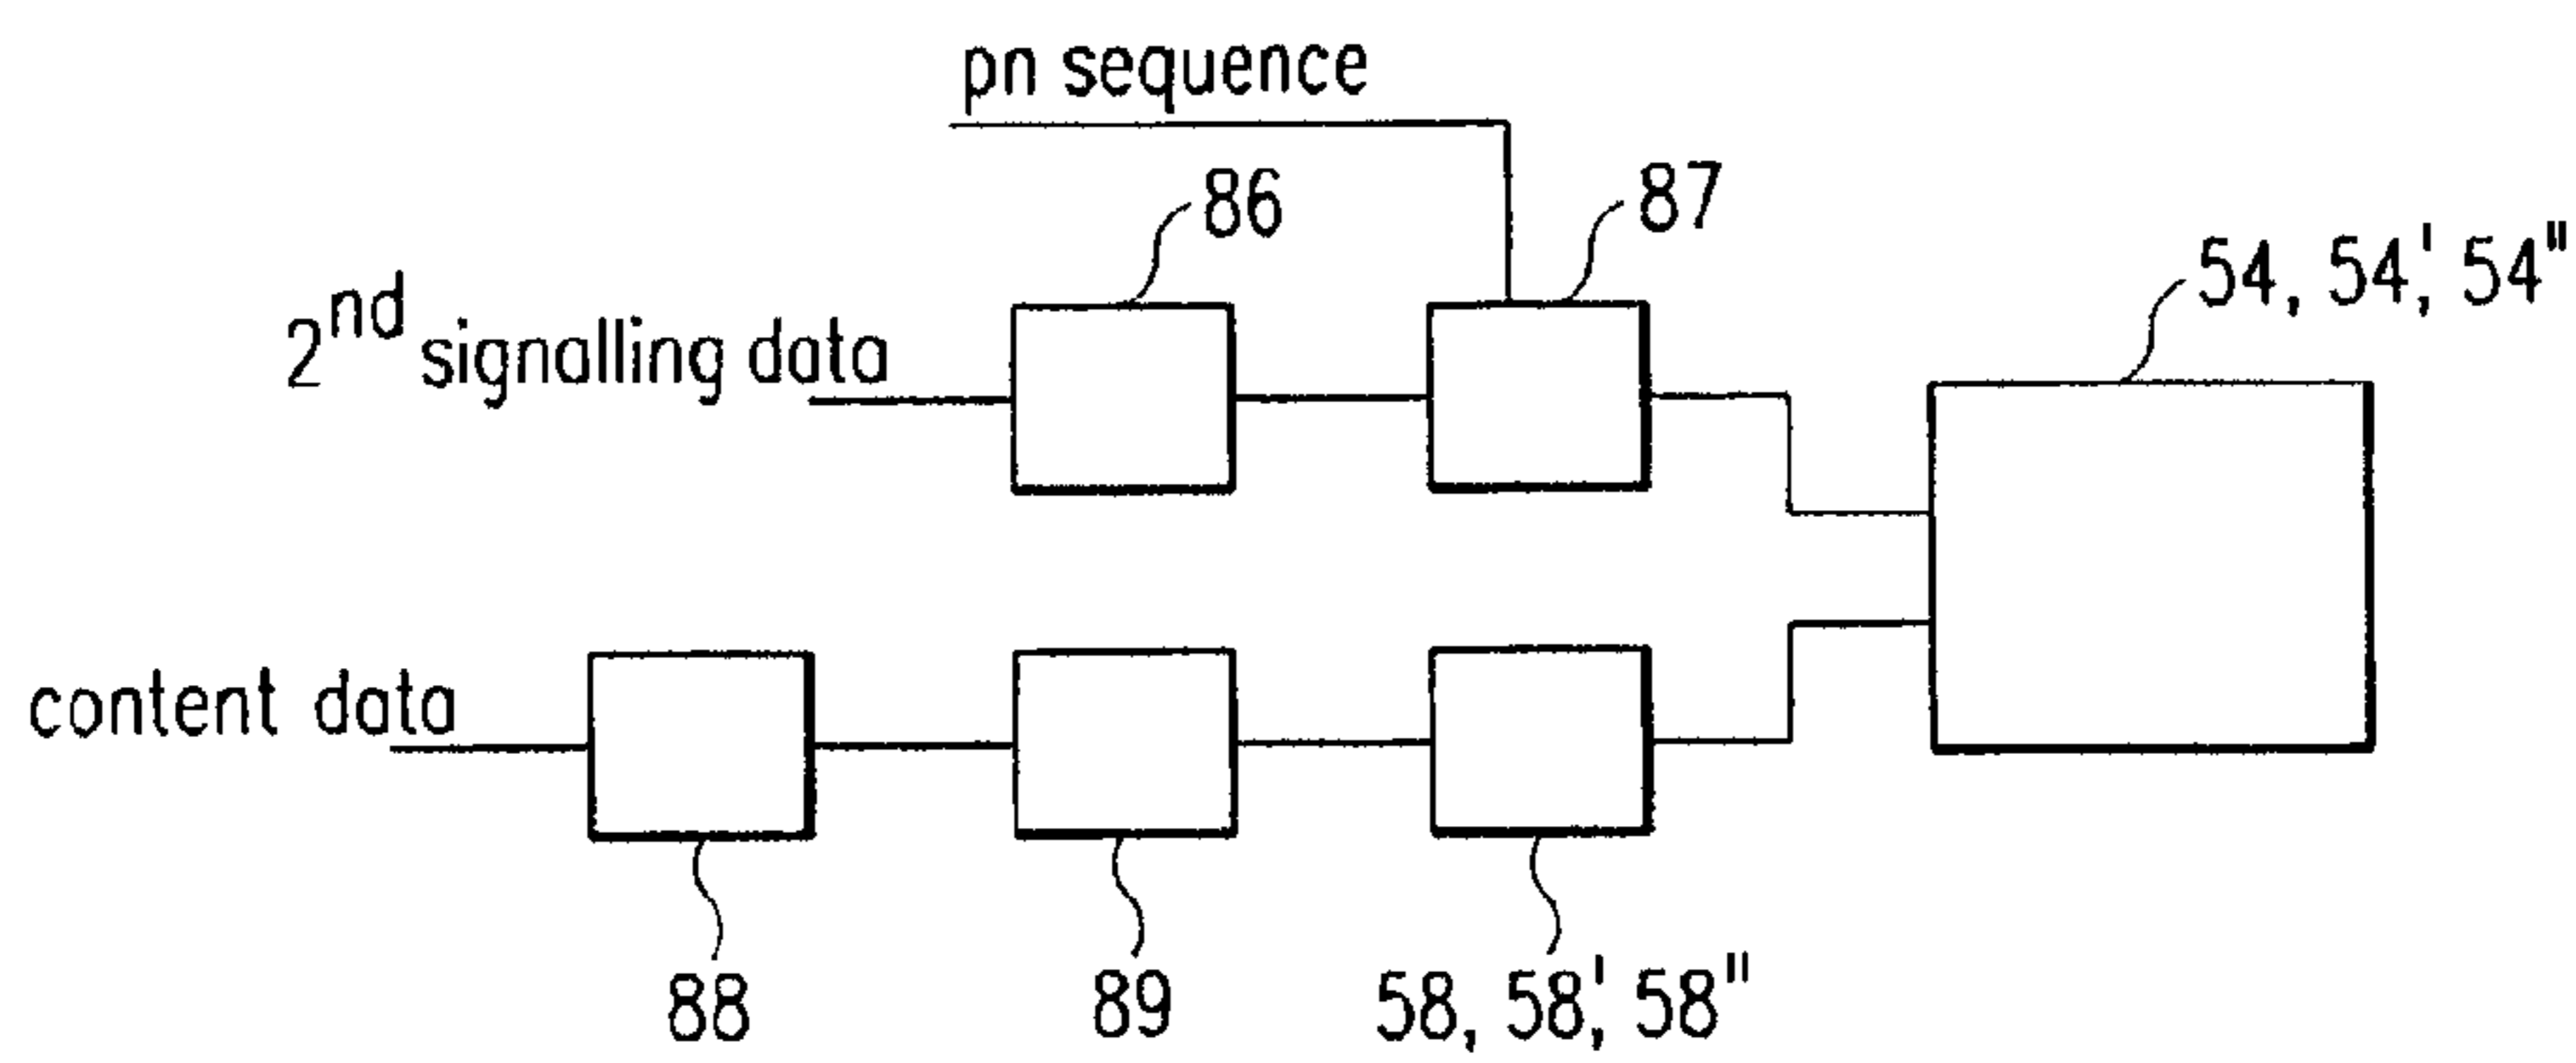 pn sequence
86
87
54, 54', 54"
2nd signalling data
content data
88
89
58, 58', 58"